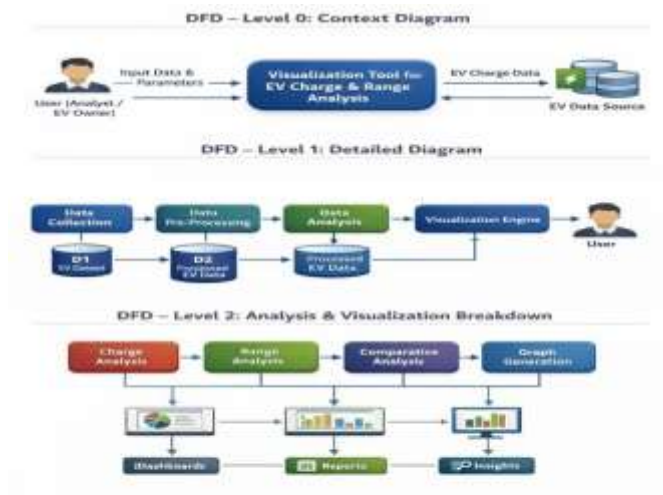 DFD – Level 0: Context Diagram
Input Data &
Parameters
User (Analyst /
EV Owner)
Visualization Tool for
EV Charge & Range
Analysis
EV Charge Data
EV Data Source
DFD – Level 1: Detailed Diagram
Data
Collection
Data
Pre-Processing
Data
Analysis
Visualization Engine
User
D1
EV Dataset
D2
EV Data
Processed
EV Data
DFD – Level 2: Analysis & Visualization Breakdown
Charge
Analysis
Range
Analysis
Comparative
Analysis
Graph
Generation
Dashboards
Reports
Insights